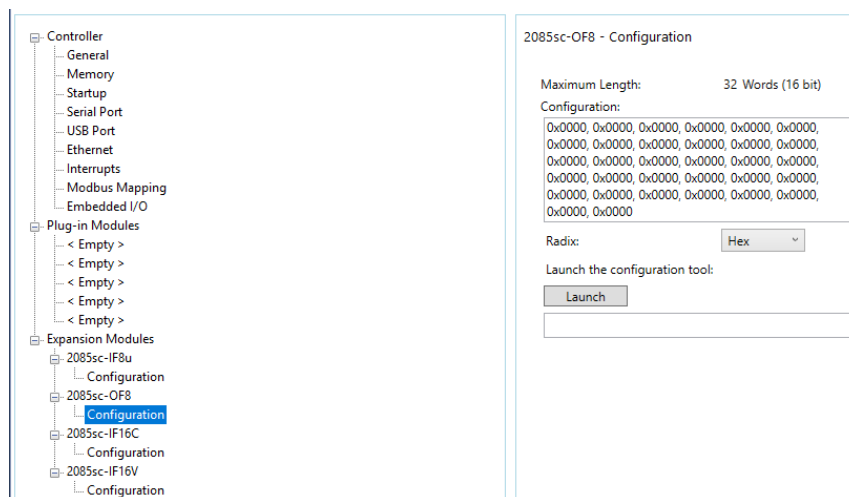 Controller
General
Memory
Startup
Serial Port
USB Port
Ethernet
Interrupts
Modbus Mapping
Embedded I/O
Plug-in Modules
< Empty >
< Empty >
< Empty >
< Empty >
< Empty >
Expansion Modules
2085sc-IF8u
Configuration
2085sc-OF8
Configuration
2085sc-IF16C
Configuration
2085sc-IF16V
Configuration
2085sc-OF8 - Configuration
Maximum Length: 32 Words (16 bit)
Configuration:
0x0000, 0x0000, 0x0000, 0x0000, 0x0000, 0x0000,
0x0000, 0x0000, 0x0000, 0x0000, 0x0000, 0x0000,
0x0000, 0x0000, 0x0000, 0x0000, 0x0000, 0x0000,
0x0000, 0x0000, 0x0000, 0x0000, 0x0000, 0x0000,
0x0000, 0x0000, 0x0000, 0x0000, 0x0000, 0x0000,
0x0000, 0x0000
Radix: Hex
Launch the configuration tool:
Launch